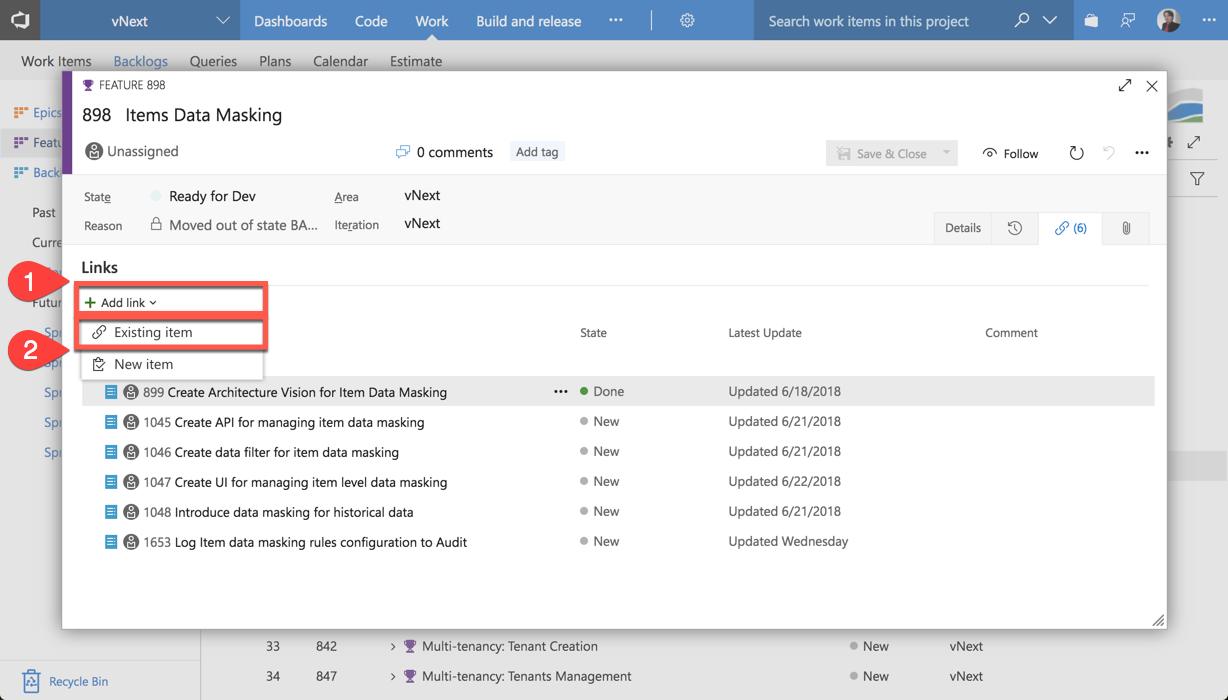 vNext Dashboards Code Work Build and release ••• Search work items in this project
Work Items Backlogs Queries Plans Calendar Estimate
FEATURE 898
898 Items Data Masking
Unassigned 0 comments Add tag Save & Close Follow •••
State Ready for Dev Area vNext
Reason Moved out of state BA... Iteration vNext
Details (6)
Epics
Featu
Back
Past
Curre
Futur
Spr
Spr
Spr
Spr
Spr
Links
1
Add link
2
Existing item State Latest Update Comment
New item
899 Create Architecture Vision for Item Data Masking ••• Done Updated 6/18/2018
1045 Create API for managing item data masking New Updated 6/21/2018
1046 Create data filter for item data masking New Updated 6/21/2018
1047 Create UI for managing item level data masking New Updated 6/22/2018
1048 Introduce data masking for historical data New Updated 6/21/2018
1653 Log Item data masking rules configuration to Audit New Updated Wednesday
33 842 Multi-tenancy: Tenant Creation New vNext
34 847 Multi-tenancy: Tenants Management New vNext
Recycle Bin